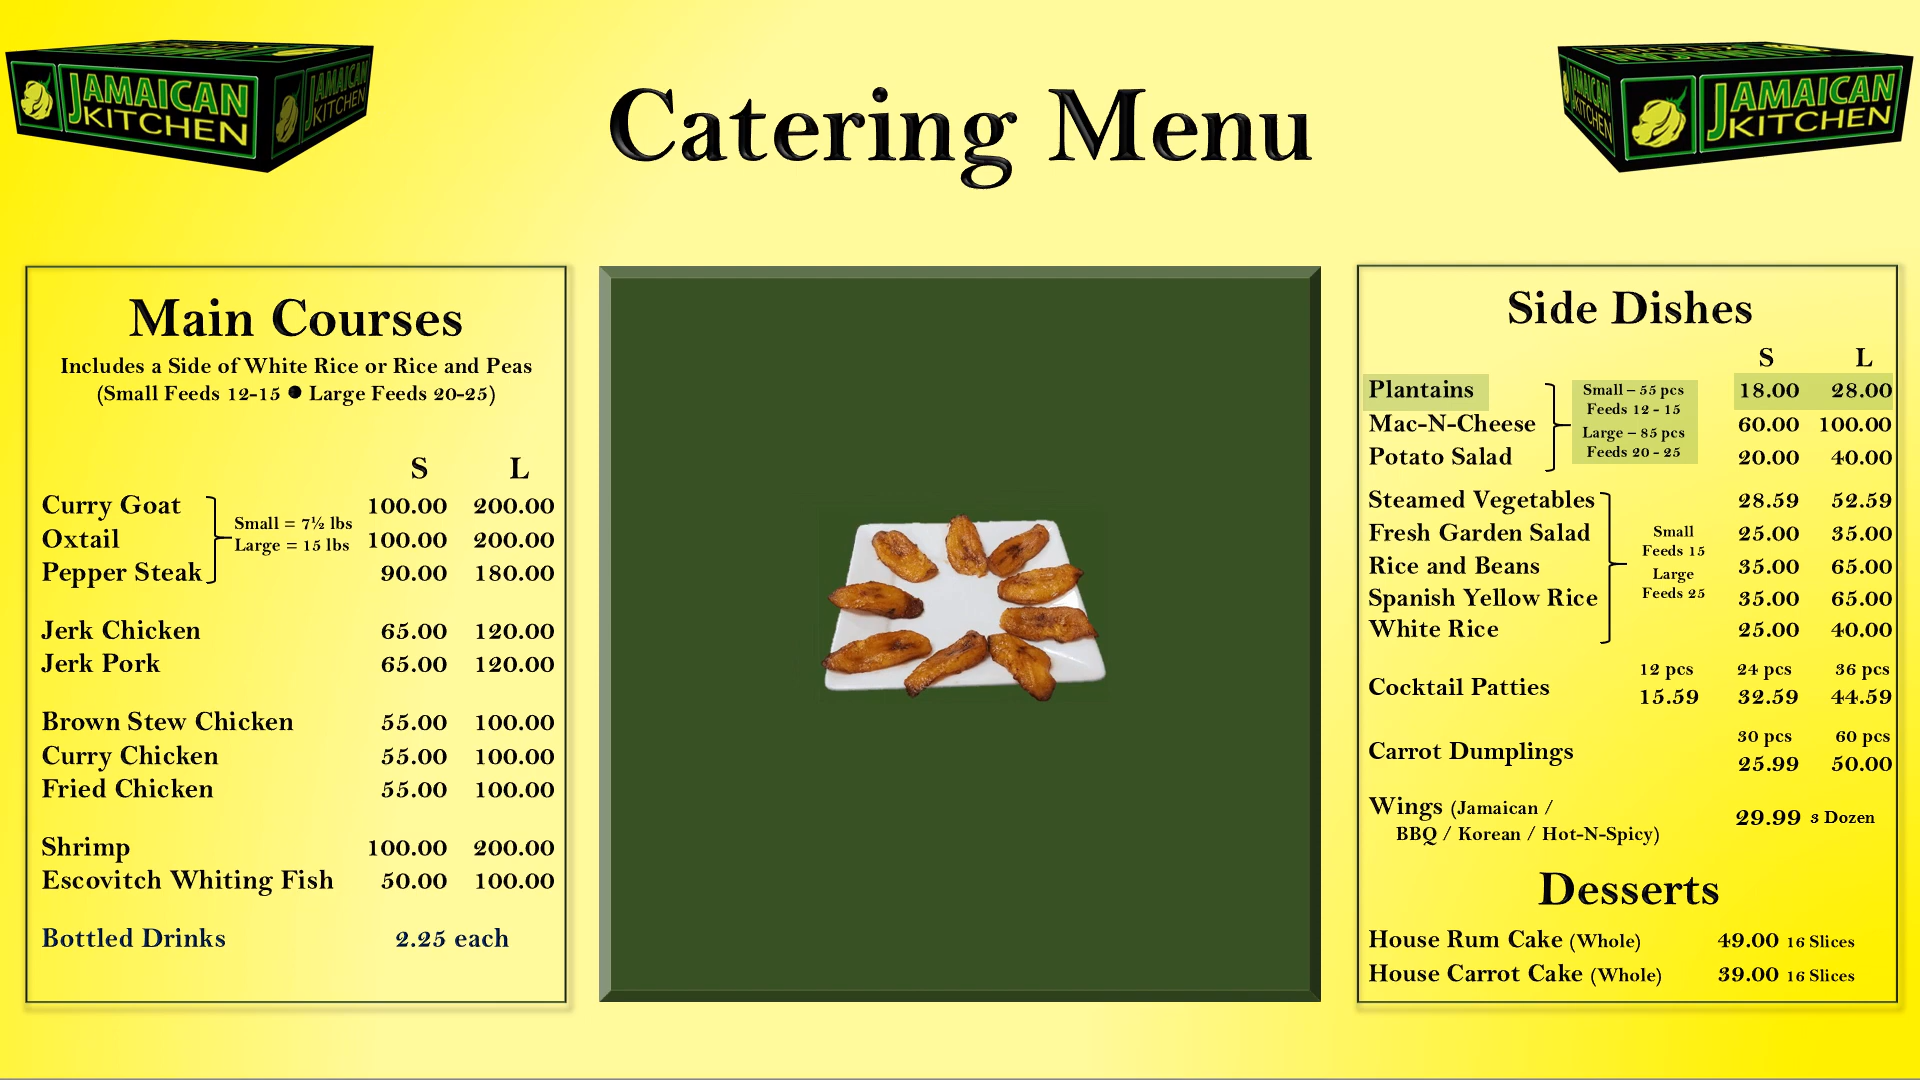 JAMAICAN
KITCHEN
JAMAICAN
KITCHEN
Catering Menu
JAMAICAN
KITCHEN
JAMAICAN
KITCHEN
Main Courses
Includes a Side of White Rice or Rice and Peas
(Small Feeds 12-15 ● Large Feeds 20-25)
S L
Curry Goat 100.00 200.00
Small = 7½ lbs
Oxtail 100.00 200.00
Large = 15 lbs
Pepper Steak 90.00 180.00
Jerk Chicken 65.00 120.00
Jerk Pork 65.00 120.00
Brown Stew Chicken 55.00 100.00
Curry Chicken 55.00 100.00
Fried Chicken 55.00 100.00
Shrimp 100.00 200.00
Escovitch Whiting Fish 50.00 100.00
Bottled Drinks 2.25 each
Side Dishes
S L
Plantains 18.00 28.00
Mac-N-Cheese 60.00 100.00
Potato Salad 20.00 40.00
Small – 55 pcs
Feeds 12 - 15
Large – 85 pcs
Feeds 20 - 25
Steamed Vegetables 28.59 52.59
Fresh Garden Salad 25.00 35.00
Rice and Beans 35.00 65.00
Spanish Yellow Rice 35.00 65.00
White Rice 25.00 40.00
Small
Feeds 15
Large
Feeds 25
12 pcs 24 pcs 36 pcs
Cocktail Patties 15.59 32.59 44.59
30 pcs 60 pcs
Carrot Dumplings 25.99 50.00
Wings (Jamaican /
BBQ / Korean / Hot-N-Spicy) 29.99 3 Dozen
Desserts
House Rum Cake (Whole) 49.00 16 Slices
House Carrot Cake (Whole) 39.00 16 Slices